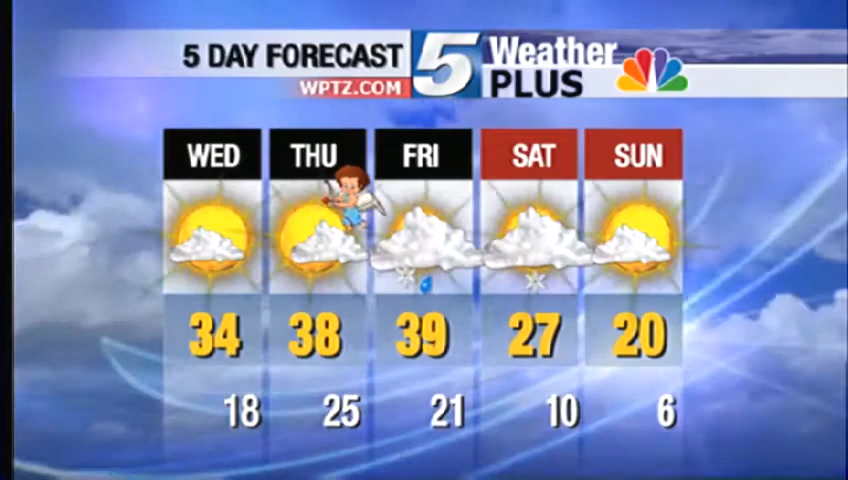 5 DAY FORECAST
WPTZ.COM
5
Weather
PLUS
WED THU FRI SAT SUN
34 38 39 27 20
18 25 21 10 6